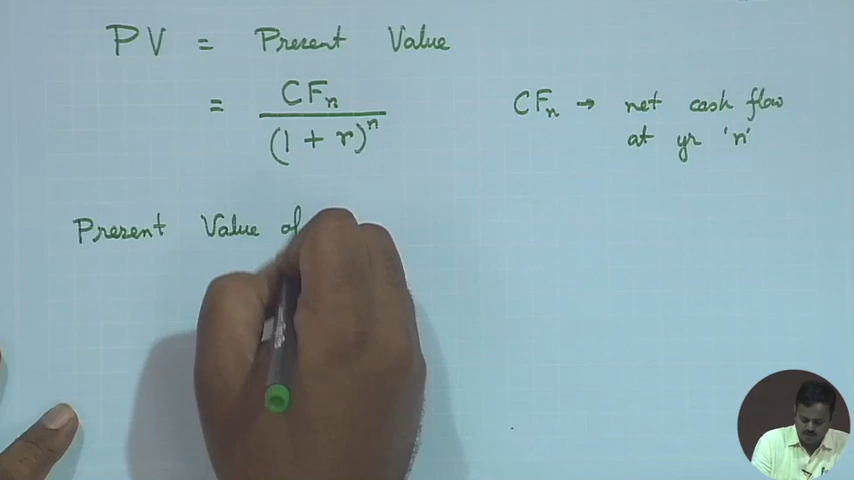 PV = Present Value
= CFₙ / (1 + r)ⁿ
CFₙ → net cash flow
at yr 'n'
Present Value of